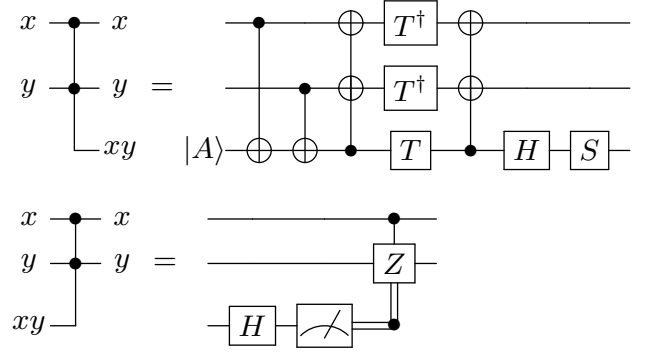 x x T†
y y = T†
xy |A⟩ T H S
x x
y y = Z
xy H